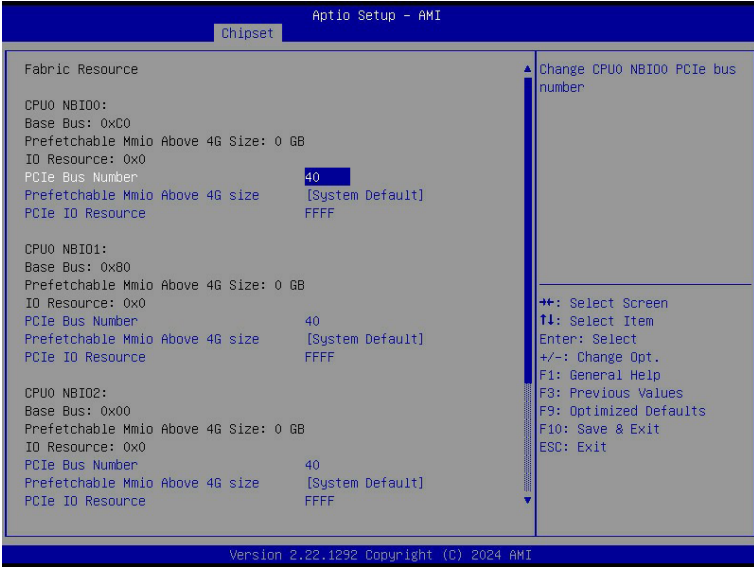 Aptio Setup – AMI
Chipset
Fabric Resource
CPU0 NBIO0:
Base Bus: 0xC0
Prefetchable Mmio Above 4G Size: 0 GB
IO Resource: 0x0
PCIe Bus Number 40
Prefetchable Mmio Above 4G size [System Default]
PCIe IO Resource FFFF
CPU0 NBIO1:
Base Bus: 0x80
Prefetchable Mmio Above 4G Size: 0 GB
IO Resource: 0x0
PCIe Bus Number 40
Prefetchable Mmio Above 4G size [System Default]
PCIe IO Resource FFFF
CPU0 NBIO2:
Base Bus: 0x00
Prefetchable Mmio Above 4G Size: 0 GB
IO Resource: 0x0
PCIe Bus Number 40
Prefetchable Mmio Above 4G size [System Default]
PCIe IO Resource FFFF
Change CPU0 NBIO0 PCIe bus
number
→←: Select Screen
↑↓: Select Item
Enter: Select
+/-: Change Opt.
F1: General Help
F3: Previous Values
F9: Optimized Defaults
F10: Save & Exit
ESC: Exit
Version 2.22.1292 Copyright (C) 2024 AMI